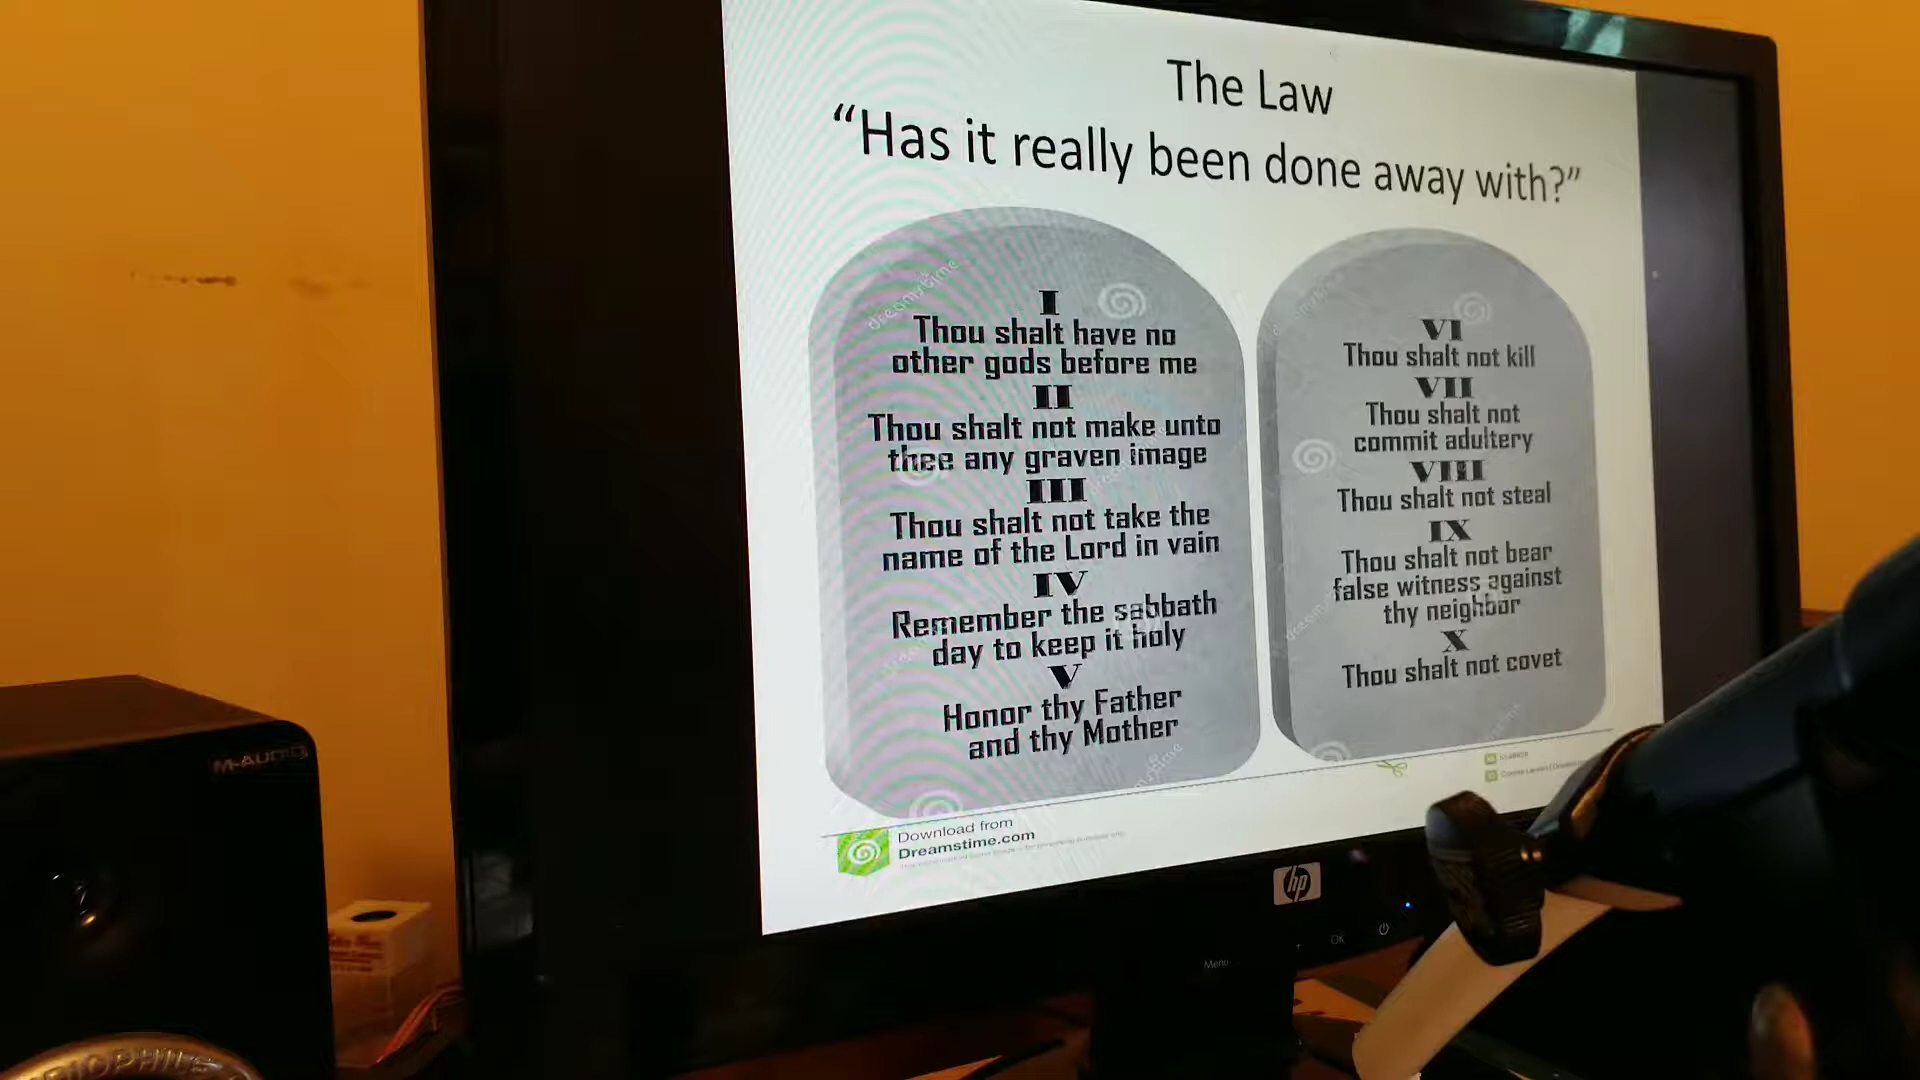 The Law
“Has it really been done away with?”
I
Thou shalt have no
other gods before me
II
Thou shalt not make unto
thee any graven image
III
Thou shalt not take the
name of the Lord in vain
IV
Remember the sabbath
day to keep it holy
V
Honor thy Father
and thy Mother
VI
Thou shalt not kill
VII
Thou shalt not
commit adultery
VIII
Thou shalt not steal
IX
Thou shalt not bear
false witness against
thy neighbor
X
Thou shalt not covet
dreamstime
Download from
Dreamstime.com
hp
Menu
OK
M-AUDIO